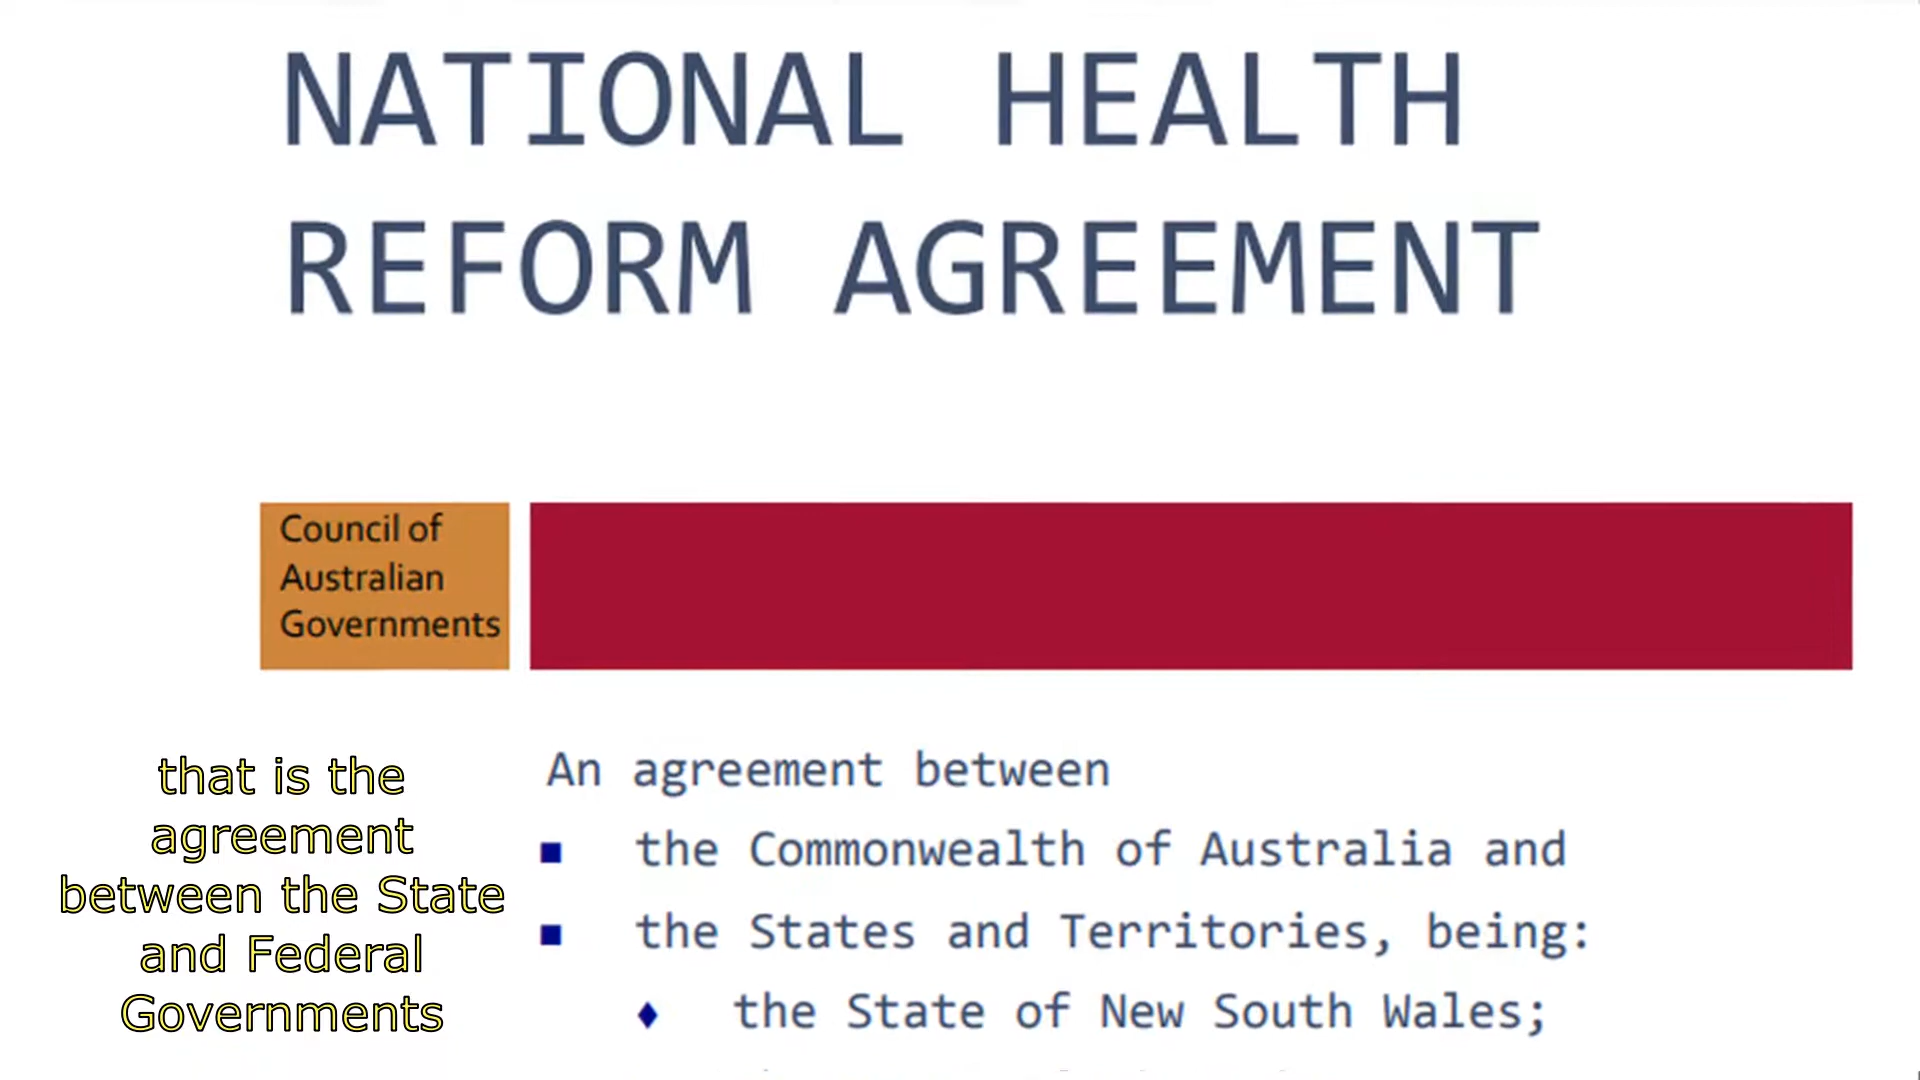 NATIONAL HEALTH
REFORM AGREEMENT
Council of
Australian
Governments
that is the
agreement
between the State
and Federal
Governments
An agreement between
▪ the Commonwealth of Australia and
▪ the States and Territories, being:
♦ the State of New South Wales;